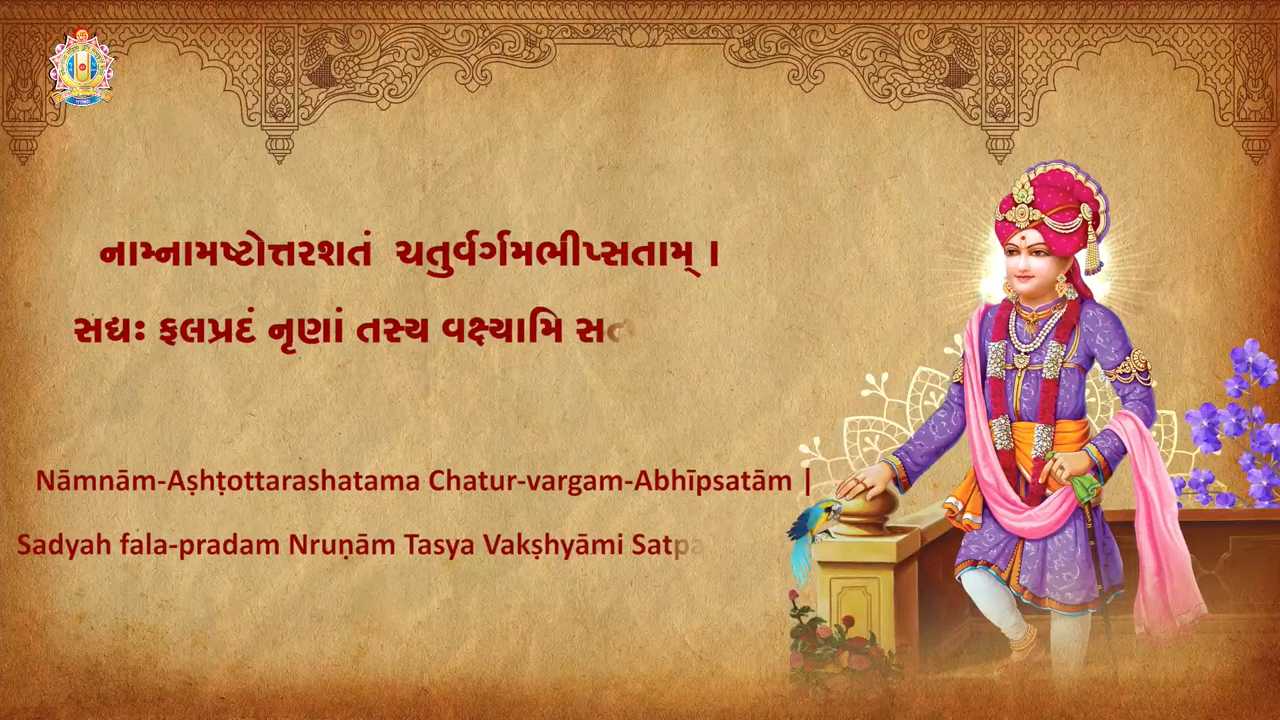 નામ્નામષ્ટોત્તરશતં ચતુર્વર્ગમભીપ્સતામ્ ।
સદ્યઃ ફલપ્રદં નૃણાં તસ્ય વક્ષ્યામિ
Nāmnām-Aṣhṭottarashatama Chatur-vargam-Abhīpsatām |
Sadyah fala-pradam Nruṇām Tasya Vakṣhyāmi Satpa